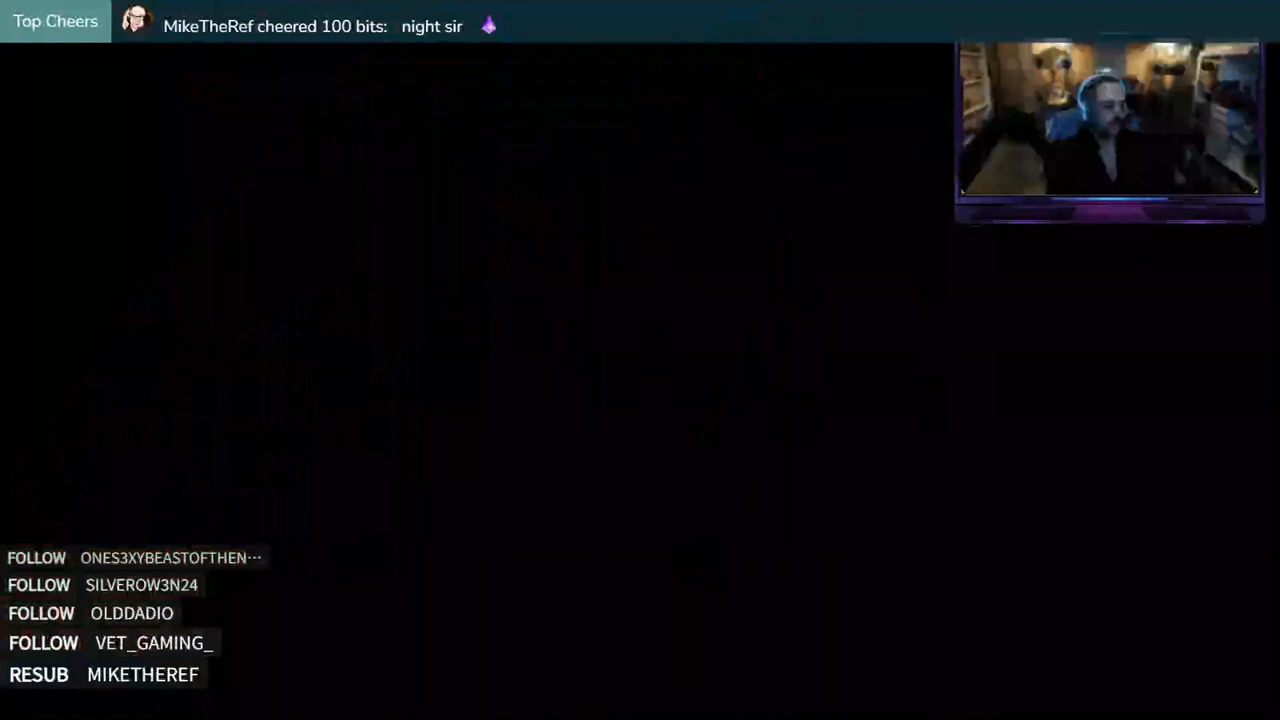 Top Cheers MikeTheRef cheered 100 bits: night sir
FOLLOW ONES3XYBEASTOFTHEN…
FOLLOW SILVEROW3N24
FOLLOW OLDDADIO
FOLLOW VET_GAMING_
RESUB MIKETHEREF